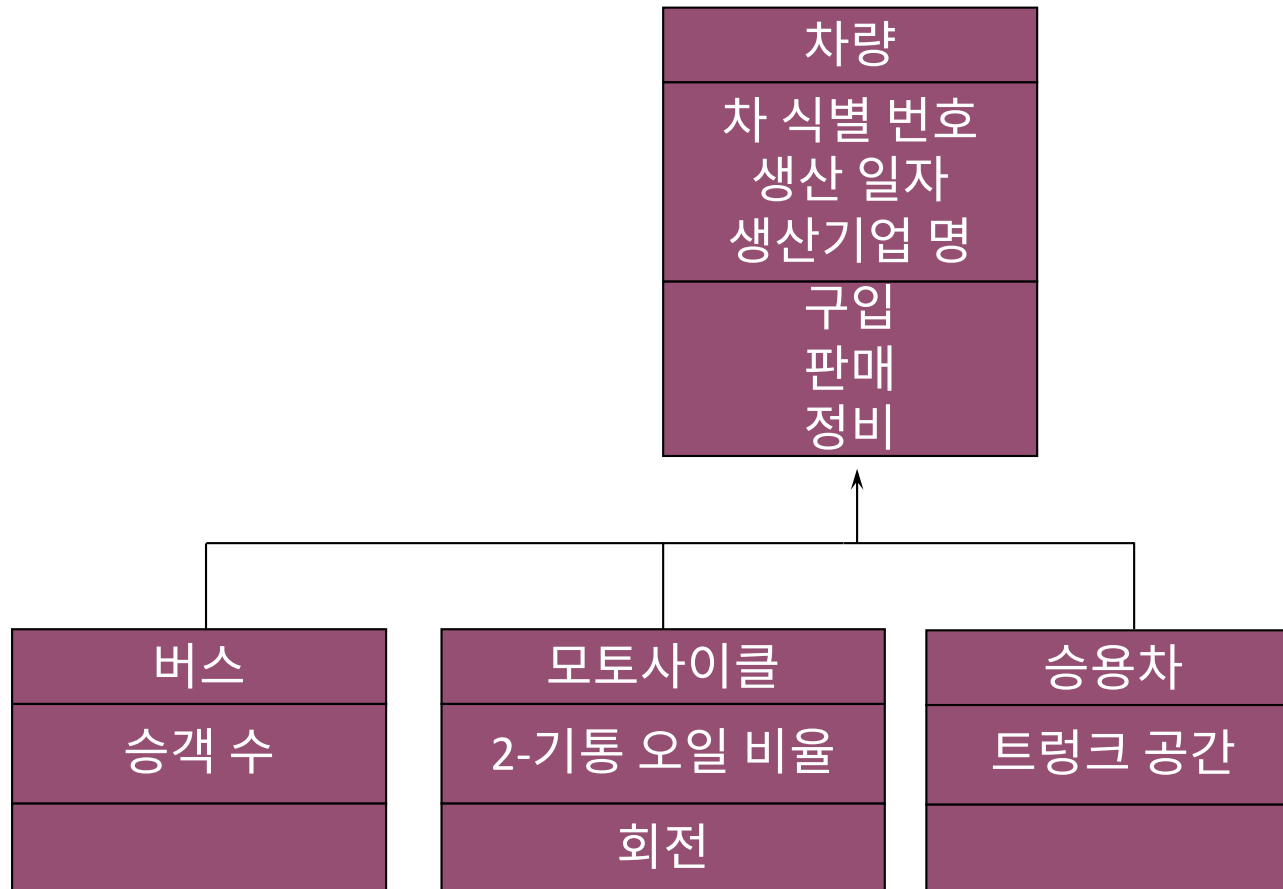 차량
차 식별 번호
생산 일자
생산기업 명
구입
판매
정비
버스
승객 수
모토사이클
2-기통 오일 비율
회전
승용차
트렁크 공간